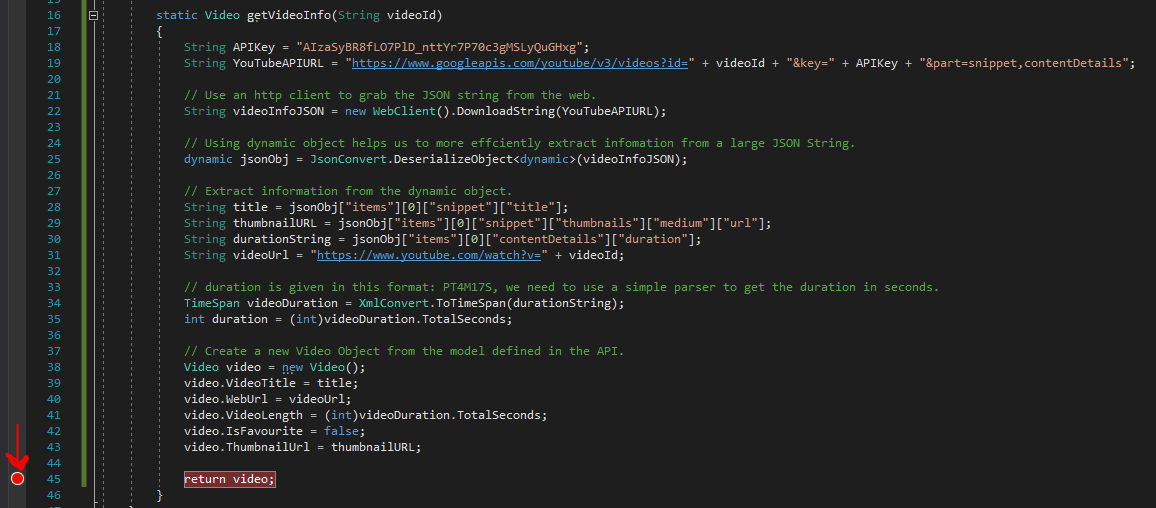 16 static Video getVideoInfo(String videoId)
17 {
18 String APIKey = "AIzaSyBR8fLO7PlD_nttYr7P70c3gMSLyQuGHxg";
19 String YouTubeAPIURL = "https://www.googleapis.com/youtube/v3/videos?id=" + videoId + "&key=" + APIKey + "&part=snippet,contentDetails";
20
21 // Use an http client to grab the JSON string from the web.
22 String videoInfoJSON = new WebClient().DownloadString(YouTubeAPIURL);
23
24 // Using dynamic object helps us to more effciently extract infomation from a large JSON String.
25 dynamic jsonObj = JsonConvert.DeserializeObject<dynamic>(videoInfoJSON);
26
27 // Extract information from the dynamic object.
28 String title = jsonObj["items"][0]["snippet"]["title"];
29 String thumbnailURL = jsonObj["items"][0]["snippet"]["thumbnails"]["medium"]["url"];
30 String durationString = jsonObj["items"][0]["contentDetails"]["duration"];
31 String videoUrl = "https://www.youtube.com/watch?v=" + videoId;
32
33 // duration is given in this format: PT4M17S, we need to use a simple parser to get the duration in seconds.
34 TimeSpan videoDuration = XmlConvert.ToTimeSpan(durationString);
35 int duration = (int)videoDuration.TotalSeconds;
36
37 // Create a new Video Object from the model defined in the API.
38 Video video = new Video();
39 video.VideoTitle = title;
40 video.WebUrl = videoUrl;
41 video.VideoLength = (int)videoDuration.TotalSeconds;
42 video.IsFavourite = false;
43 video.ThumbnailUrl = thumbnailURL;
44
45 return video;
46 }